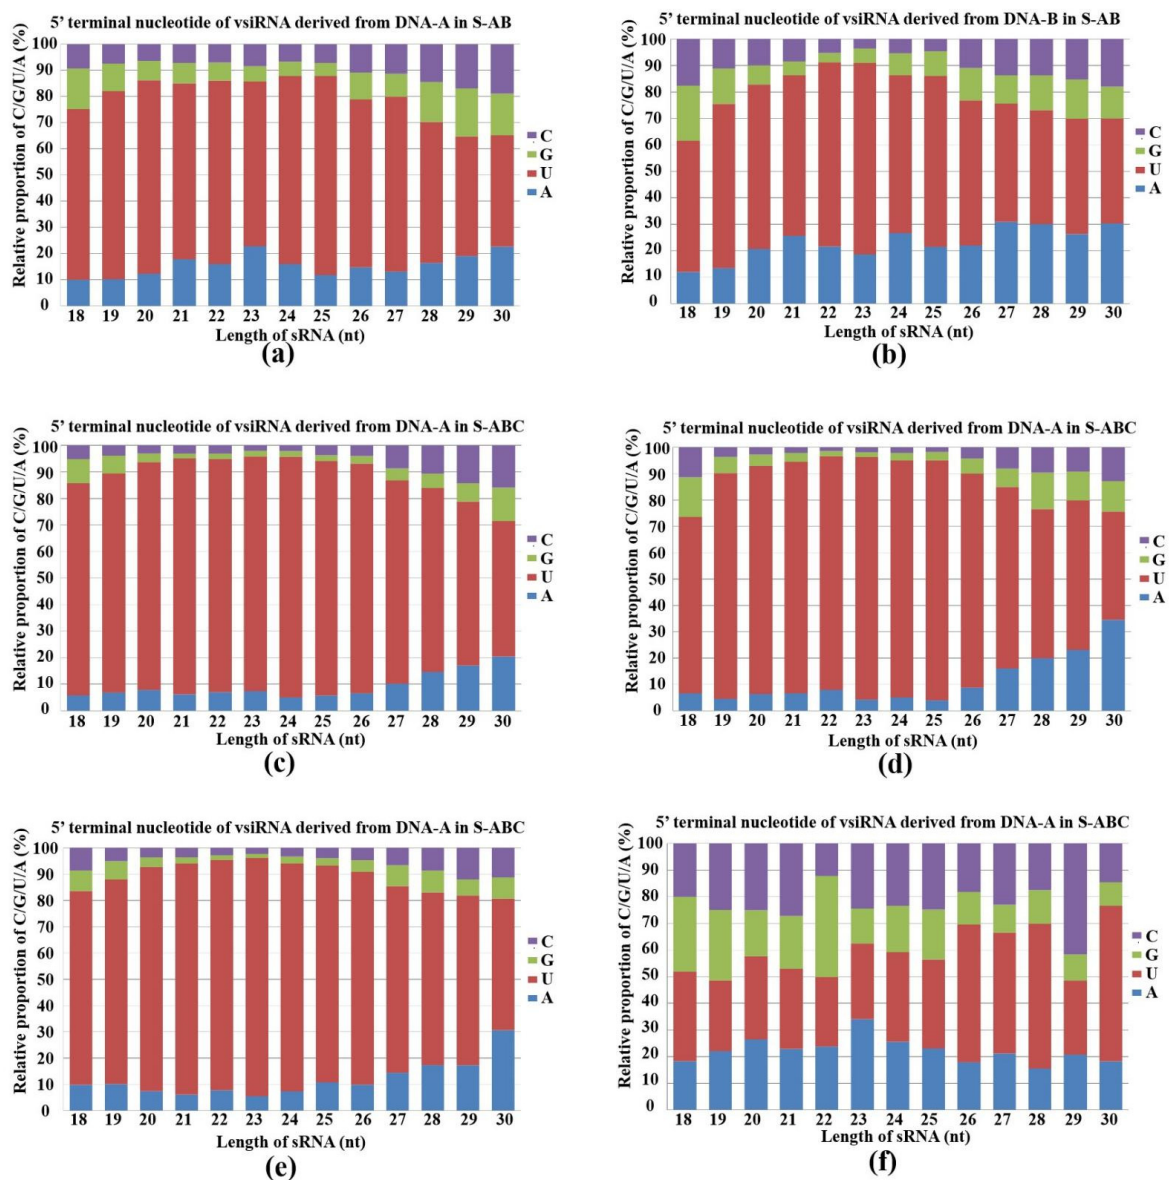 5' terminal nucleotide of vsiRNA derived from DNA-A in S-AB
Relative proportion of C/G/U/A (%)
100
90
80
70
60
50
40
30
20
10
0
C
G
U
A
18 19 20 21 22 23 24 25 26 27 28 29 30
Length of sRNA (nt)
(a)
5' terminal nucleotide of vsiRNA derived from DNA-B in S-AB
Relative proportion of C/G/U/A (%)
100
90
80
70
60
50
40
30
20
10
0
C
G
U
A
18 19 20 21 22 23 24 25 26 27 28 29 30
Length of sRNA (nt)
(b)
5' terminal nucleotide of vsiRNA derived from DNA-A in S-ABC
Relative proportion of C/G/U/A (%)
100
90
80
70
60
50
40
30
20
10
0
C
G
U
A
18 19 20 21 22 23 24 25 26 27 28 29 30
Length of sRNA (nt)
(c)
5' terminal nucleotide of vsiRNA derived from DNA-A in S-ABC
Relative proportion of C/G/U/A (%)
100
90
80
70
60
50
40
30
20
10
0
C
G
U
A
18 19 20 21 22 23 24 25 26 27 28 29 30
Length of sRNA (nt)
(d)
5' terminal nucleotide of vsiRNA derived from DNA-A in S-ABC
Relative proportion of C/G/U/A (%)
100
90
80
70
60
50
40
30
20
10
0
C
G
U
A
18 19 20 21 22 23 24 25 26 27 28 29 30
Length of sRNA (nt)
(e)
5' terminal nucleotide of vsiRNA derived from DNA-A in S-ABC
Relative proportion of C/G/U/A (%)
100
90
80
70
60
50
40
30
20
10
0
C
G
U
A
18 19 20 21 22 23 24 25 26 27 28 29 30
Length of sRNA (nt)
(f)